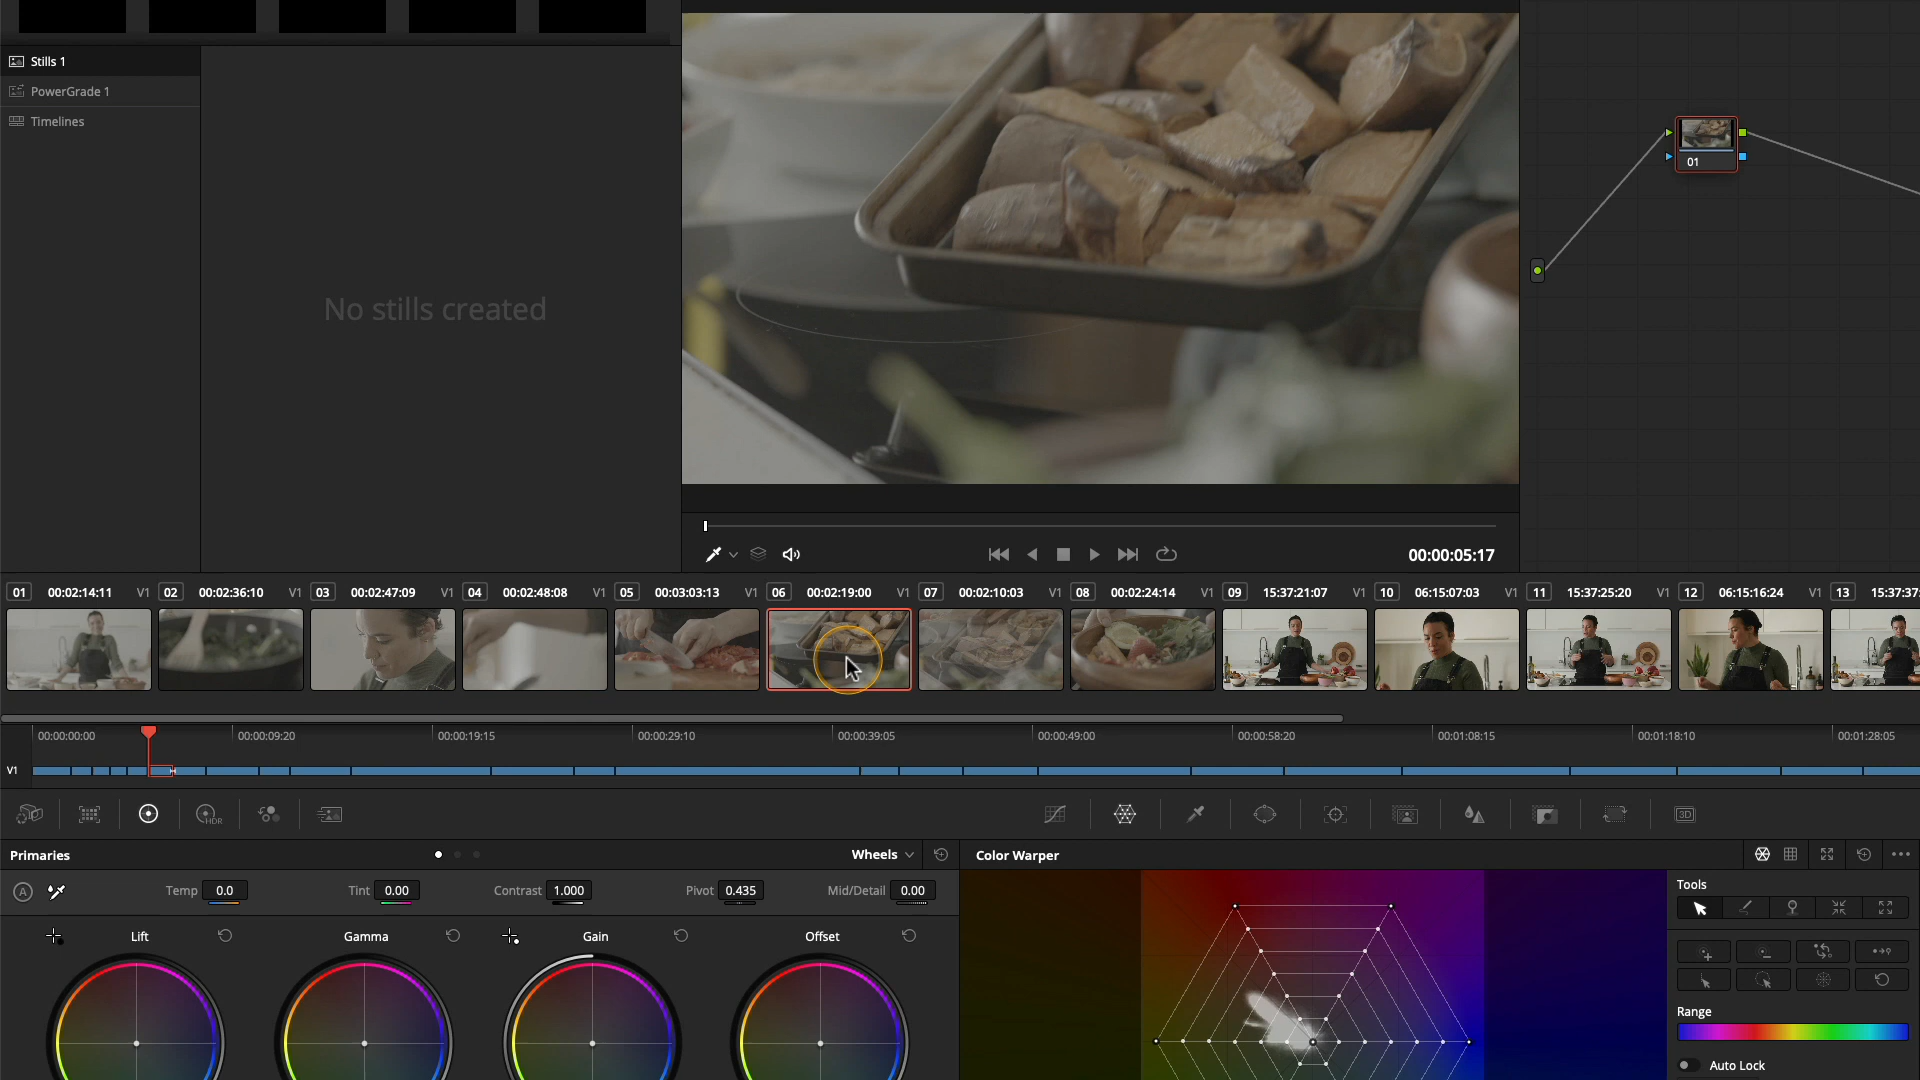 Stills 1
PowerGrade 1
Timelines
No stills created
01
00:00:05:17
01 00:02:14:11 V1 02 00:02:36:10 V1 03 00:02:47:09 V1 04 00:02:48:08 V1 05 00:03:03:13 V1 06 00:02:19:00 V1 07 00:02:10:03 V1 08 00:02:24:14 V1 09 15:37:21:07 V1 10 06:15:07:03 V1 11 15:37:25:20 V1 12 06:15:16:24 V1 13 15:37:37:
00:00:00:00 00:00:09:20 00:00:19:15 00:00:29:10 00:00:39:05 00:00:49:00 00:00:58:20 00:01:08:15 00:01:18:10 00:01:28:05
V1
HDR
3D
Primaries Wheels
Color Warper
A Temp 0.0 Tint 0.00 Contrast 1.000 Pivot 0.435 Mid/Detail 0.00
Tools
Lift Gamma Gain Offset
Range
Auto Lock